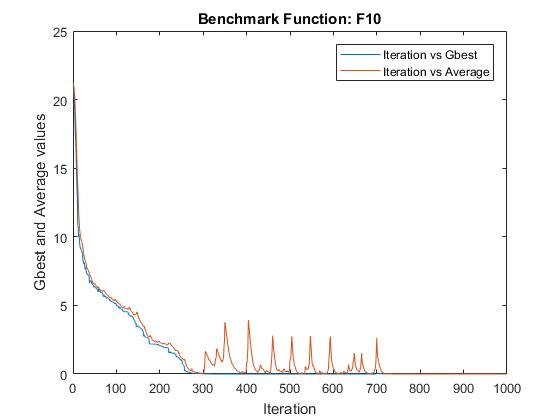 Benchmark Function: F10
25
20
15
10
5
0
Gbest and Average values
Iteration vs Gbest
Iteration vs Average
0 100 200 300 400 500 600 700 800 900 1000
Iteration